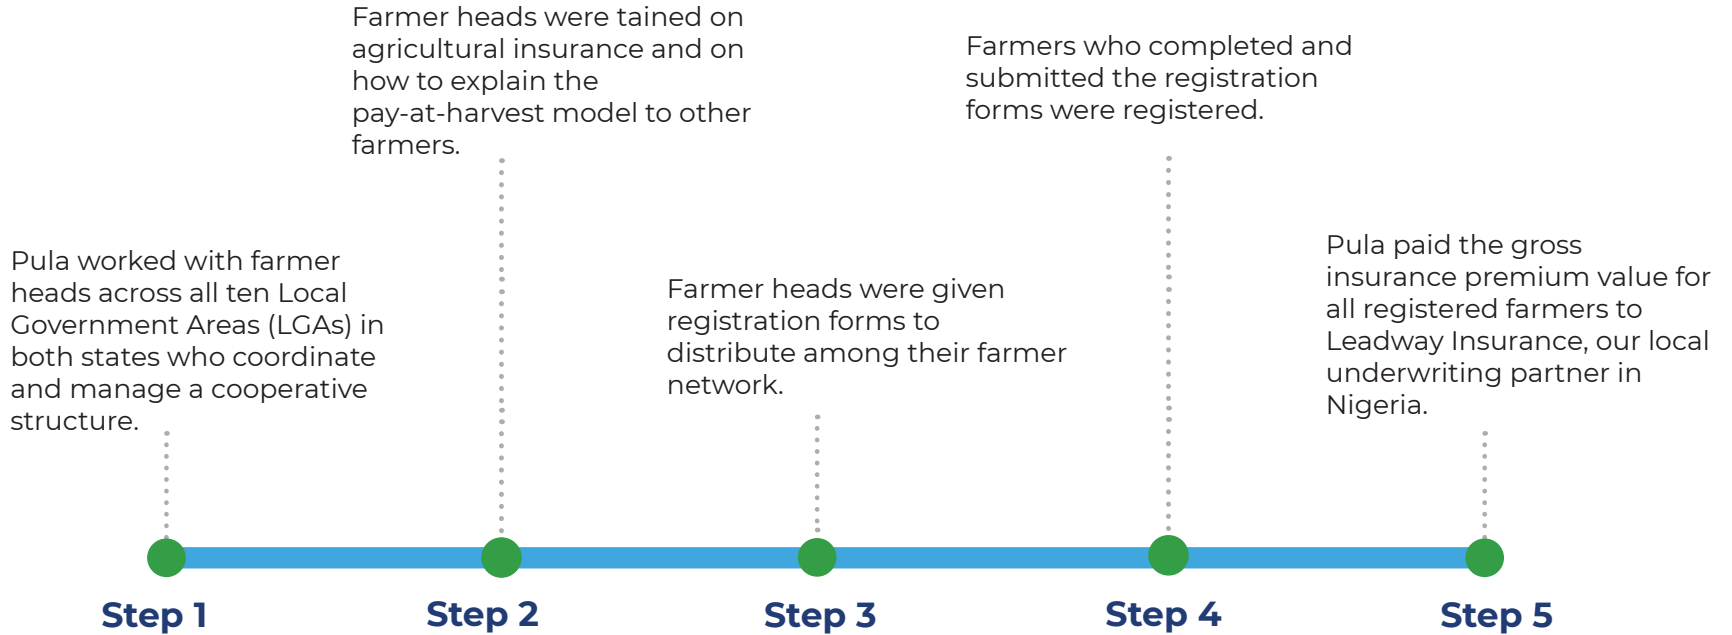 Pula worked with farmer
heads across all ten Local
Government Areas (LGAs) in
both states who coordinate
and manage a cooperative
structure.
Step 1
Farmer heads were tained on
agricultural insurance and on
how to explain the
pay-at-harvest model to other
farmers.
Step 2
Farmer heads were given
registration forms to
distribute among their farmer
network.
Step 3
Farmers who completed and
submitted the registration
forms were registered.
Step 4
Pula paid the gross
insurance premium value for
all registered farmers to
Leadway Insurance, our local
underwriting partner in
Nigeria.
Step 5